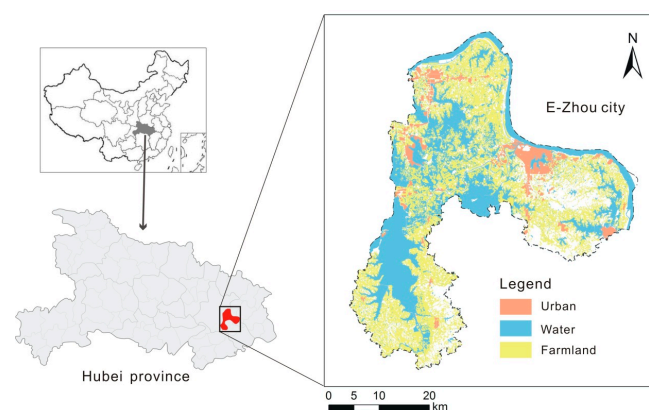 N
E-Zhou city
Legend
Urban
Water
Farmland
Hubei province
0 5 10 20
km